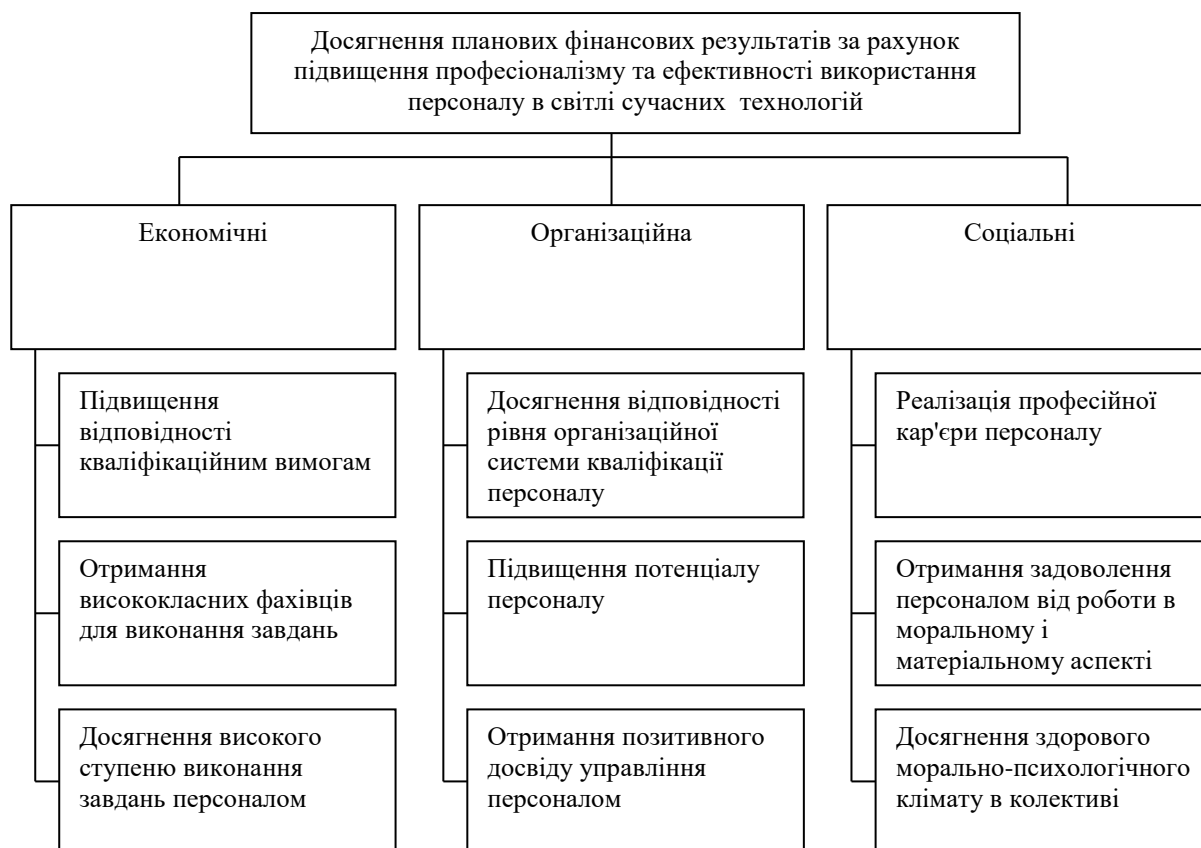 Досягнення планових фінансових результатів за рахунок
підвищення професіоналізму та ефективності використання
персоналу в світлі сучасних технологій
Економічні
Організаційна
Соціальні
Підвищення
відповідності
кваліфікаційним вимогам
Досягнення відповідності
рівня організаційної
системи кваліфікації
персоналу
Реалізація професійної
кар'єри персоналу
Отримання
висококласних фахівців
для виконання завдань
Підвищення потенціалу
персоналу
Отримання задоволення
персоналом від роботи в
моральному і
матеріальному аспекті
Досягнення високого
ступеню виконання
завдань персоналом
Отримання позитивного
досвіду управління
персоналом
Досягнення здорового
морально-психологічного
клімату в колективі